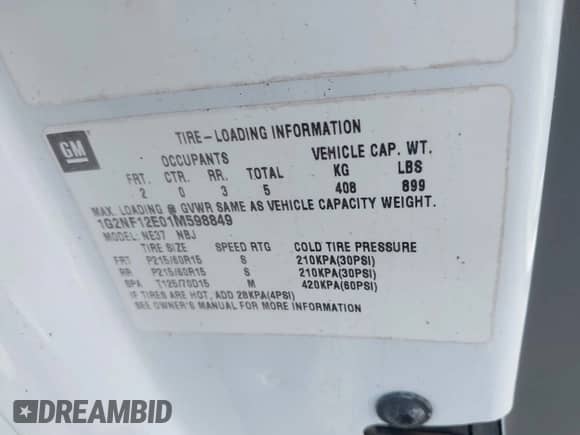 GM
TIRE-LOADING INFORMATION
OCCUPANTS VEHICLE CAP. WT.
FRT. CTR. RR. TOTAL KG LBS
2 0 3 5 408 899
MAX. LOADING @ GVWR SAME AS VEHICLE CAPACITY WEIGHT.
1G2NF12E01M598849
MODEL: NE37 NBJ
TIRE SIZE SPEED RTG COLD TIRE PRESSURE
FRT P215/60R15 S 210KPA(30PSI)
RR P215/60R15 S 210KPA(30PSI)
SPA T125/70D15 M 420KPA(60PSI)
IF TIRES ARE HOT, ADD 28KPA(4PSI)
SEE OWNER'S MANUAL FOR MORE INFORMATION
DREAMBID